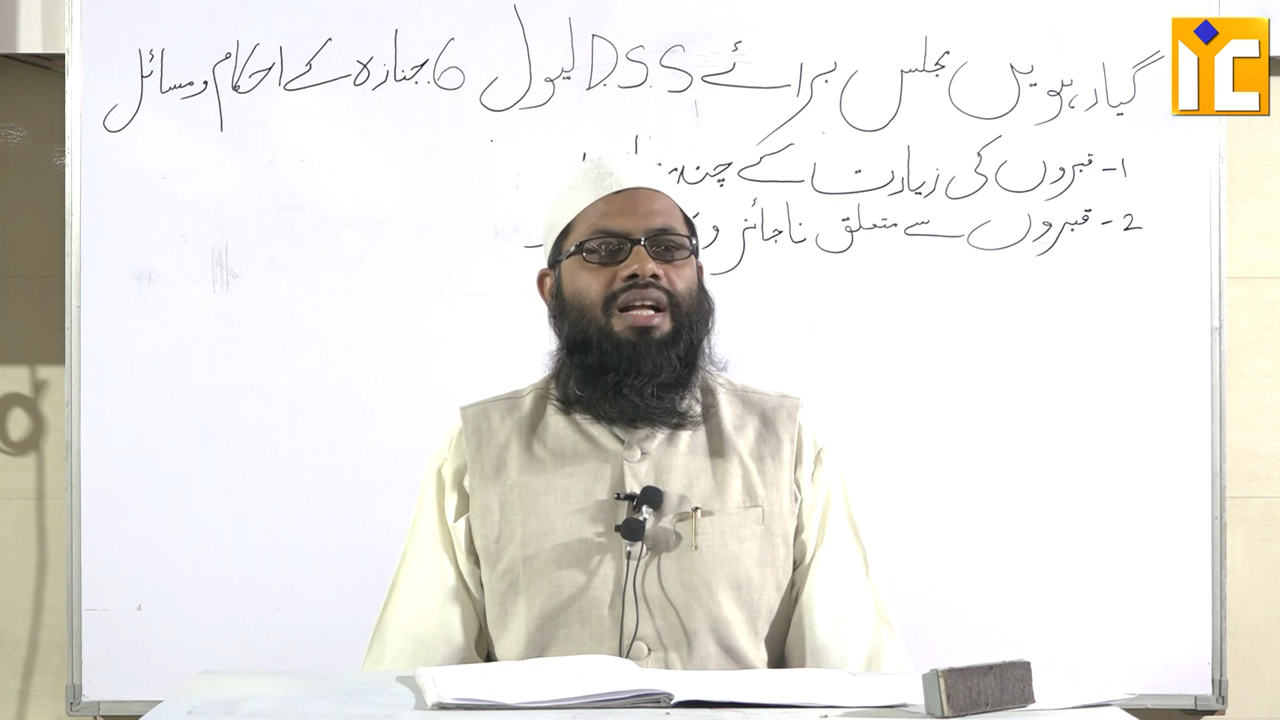 گیارہویں مجلس برائے D.S.S لیول 6 جنازہ کے احکام و مسائل
1- قبروں کی زیارت کے چند
2- قبروں سے متعلق ناجائز و
IYC